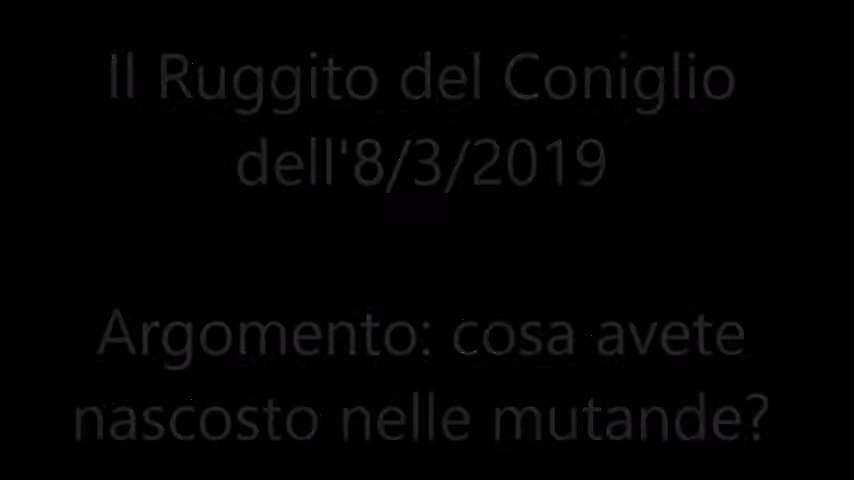 Il Ruggito del Coniglio
dell'8/3/2019
Argomento: cosa avete
nascosto nelle mutande?